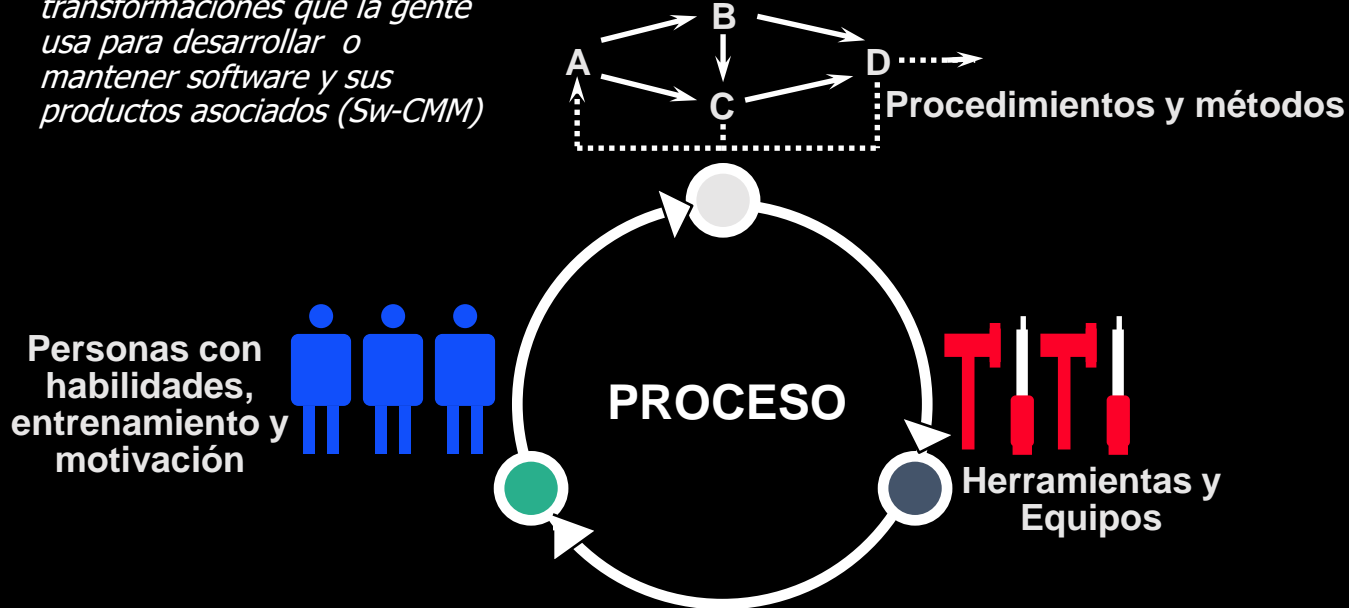 transformaciones que la gente
usa para desarrollar o
mantener software y sus
productos asociados (Sw-CMM)
B
A
D
C
Procedimientos y métodos
Personas con
habilidades,
entrenamiento y
motivación
PROCESO
Herramientas y
Equipos